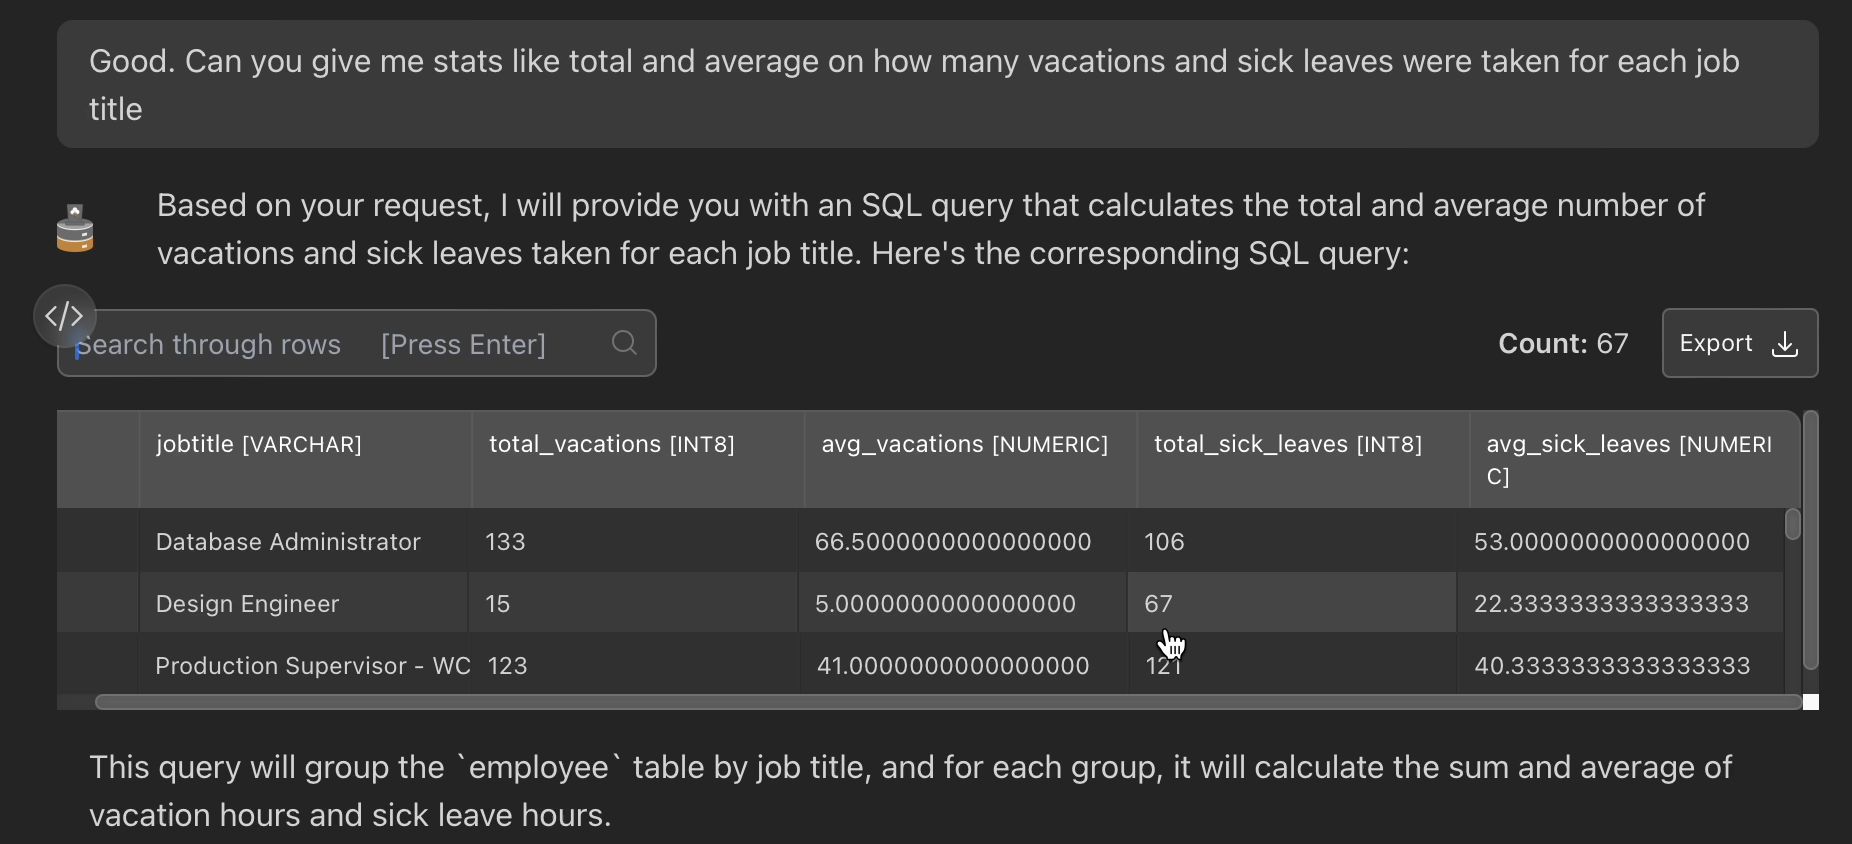 Good. Can you give me stats like total and average on how many vacations and sick leaves were taken for each job
title
Based on your request, I will provide you with an SQL query that calculates the total and average number of
vacations and sick leaves taken for each job title. Here's the corresponding SQL query:
</>
Search through rows [Press Enter]
Count: 67
Export
jobtitle [VARCHAR] total_vacations [INT8] avg_vacations [NUMERIC] total_sick_leaves [INT8] avg_sick_leaves [NUMERI
C]
Database Administrator 133 66.5000000000000000 106 53.0000000000000000
Design Engineer 15 5.0000000000000000 67 22.3333333333333333
Production Supervisor - WC 123 41.0000000000000000 121 40.3333333333333333
This query will group the `employee` table by job title, and for each group, it will calculate the sum and average of
vacation hours and sick leave hours.